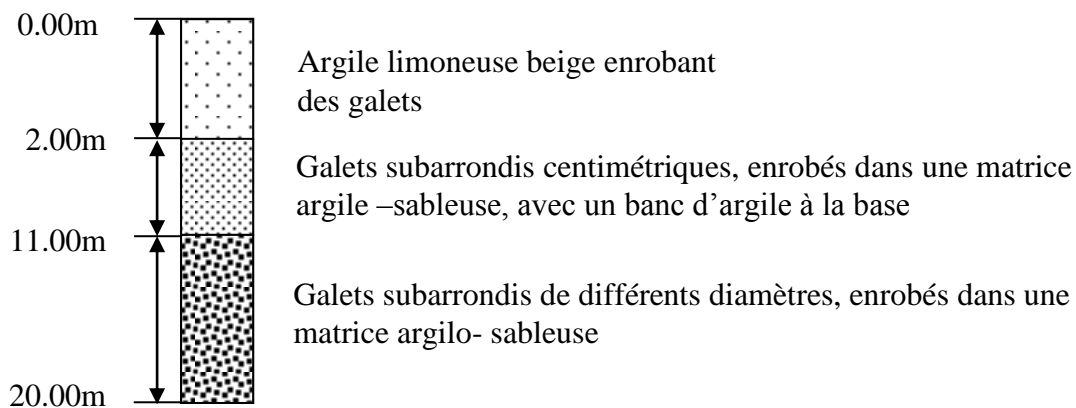 0.00m
Argile limoneuse beige enrobant
des galets
2.00m
Galets subarrondis centimétriques, enrobés dans une matrice
argile –sableuse, avec un banc d’argile à la base
11.00m
Galets subarrondis de différents diamètres, enrobés dans une
matrice argilo- sableuse
20.00m